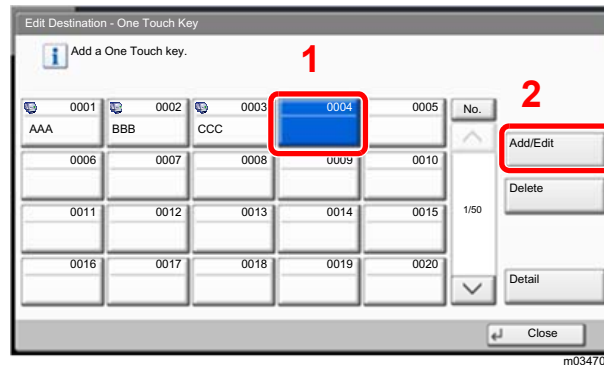 Edit Destination - One Touch Key
Add a One Touch key.
1
0001 0002 0003 0004 0005 No.
2
AAA BBB CCC
Add/Edit
0006 0007 0008 0009 0010
Delete
0011 0012 0013 0014 0015 1/50
0016 0017 0018 0019 0020
Detail
Close
m03470